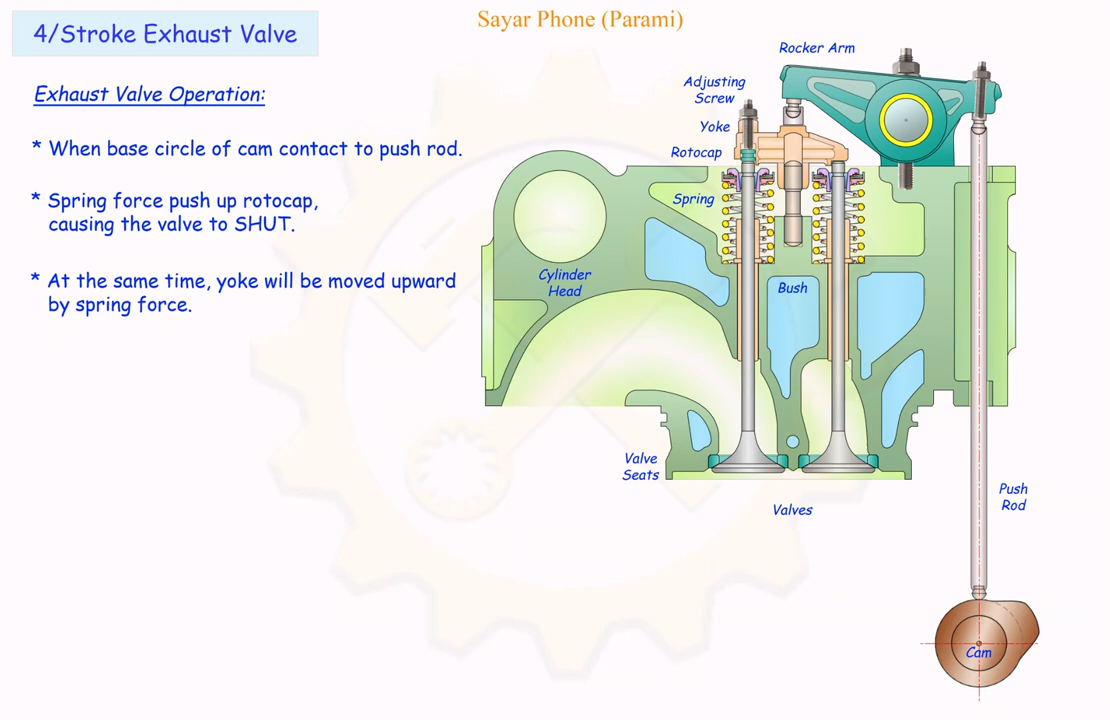 4/Stroke Exhaust Valve
Sayar Phone (Parami)
Exhaust Valve Operation:
* When base circle of cam contact to push rod.
* Spring force push up rotocap,
causing the valve to SHUT.
* At the same time, yoke will be moved upward
by spring force.
Rocker Arm
Adjusting
Screw
Yoke
Rotocap
Spring
Cylinder
Head
Bush
Valve
Seats
Valves
Push
Rod
Cam